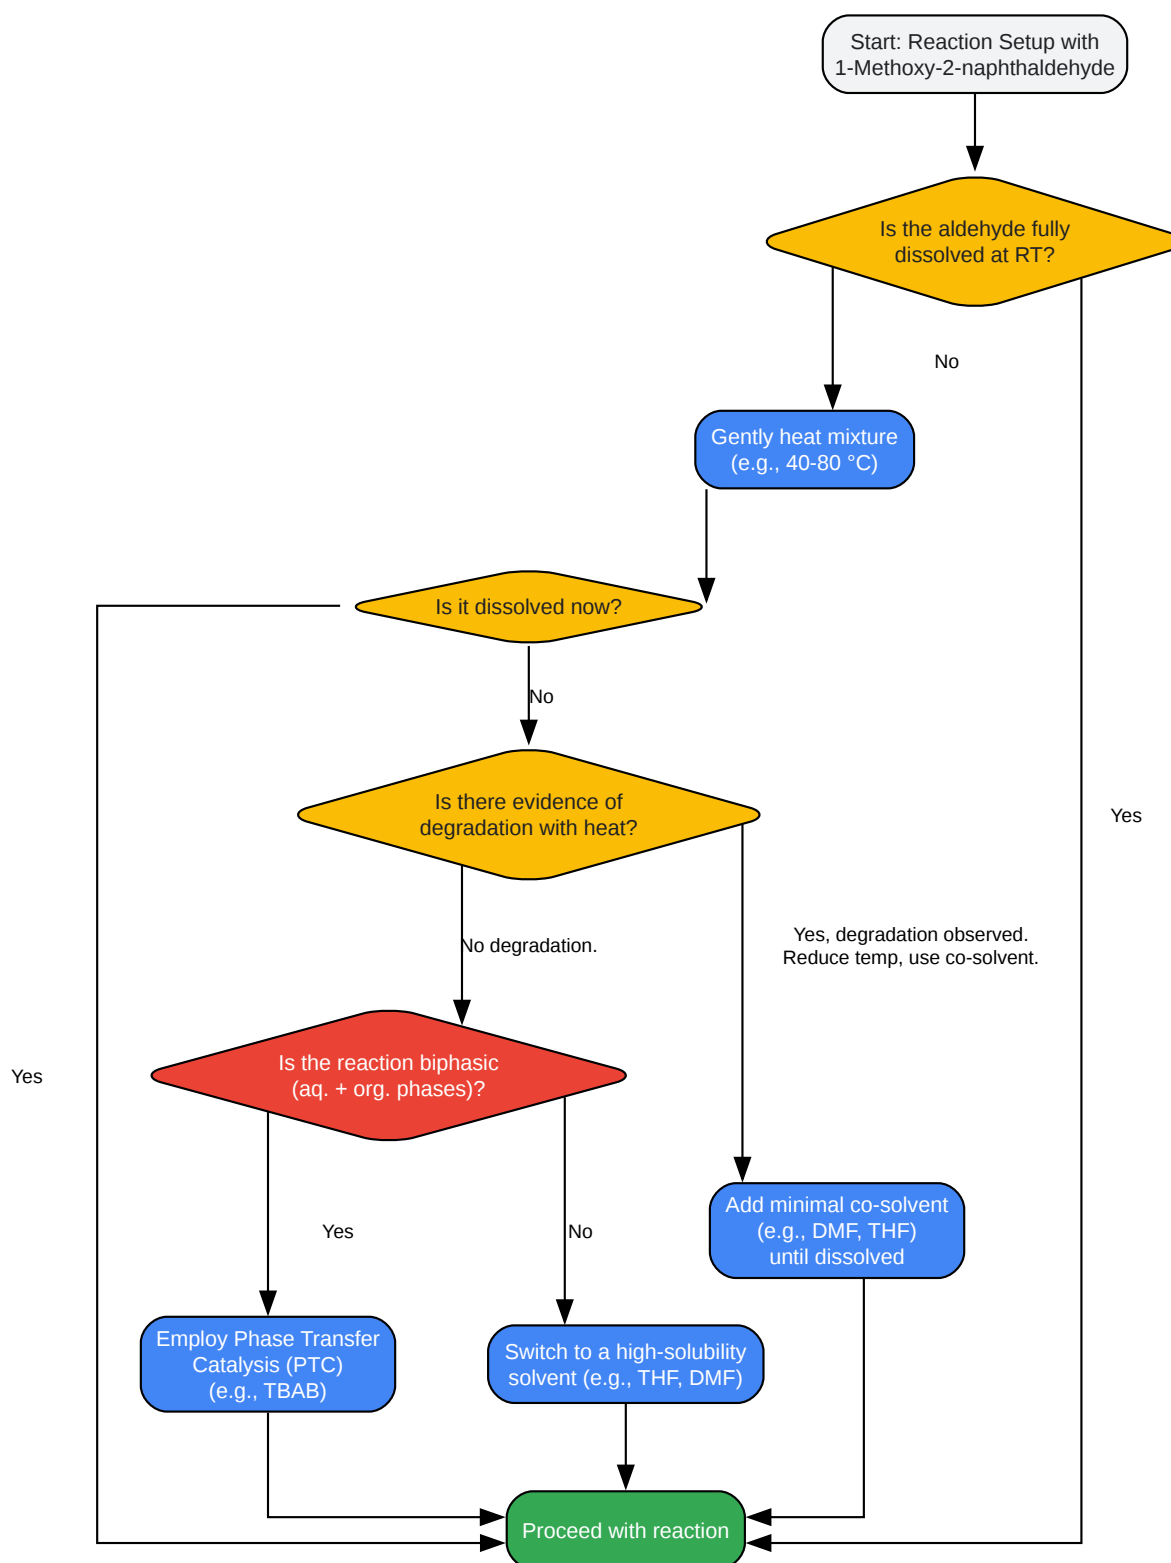 Start: Reaction Setup with
1-Methoxy-2-naphthaldehyde
Is the aldehyde fully
dissolved at RT?
No
Gently heat mixture
(e.g., 40-80 °C)
Is it dissolved now?
No
Is there evidence of
degradation with heat?
Yes
No degradation.
Yes, degradation observed.
Reduce temp, use co-solvent.
Is the reaction biphasic
(aq. + org. phases)?
Yes
Yes
No
Add minimal co-solvent
(e.g., DMF, THF)
until dissolved
Employ Phase Transfer
Catalysis (PTC)
(e.g., TBAB)
Switch to a high-solubility
solvent (e.g., THF, DMF)
Proceed with reaction